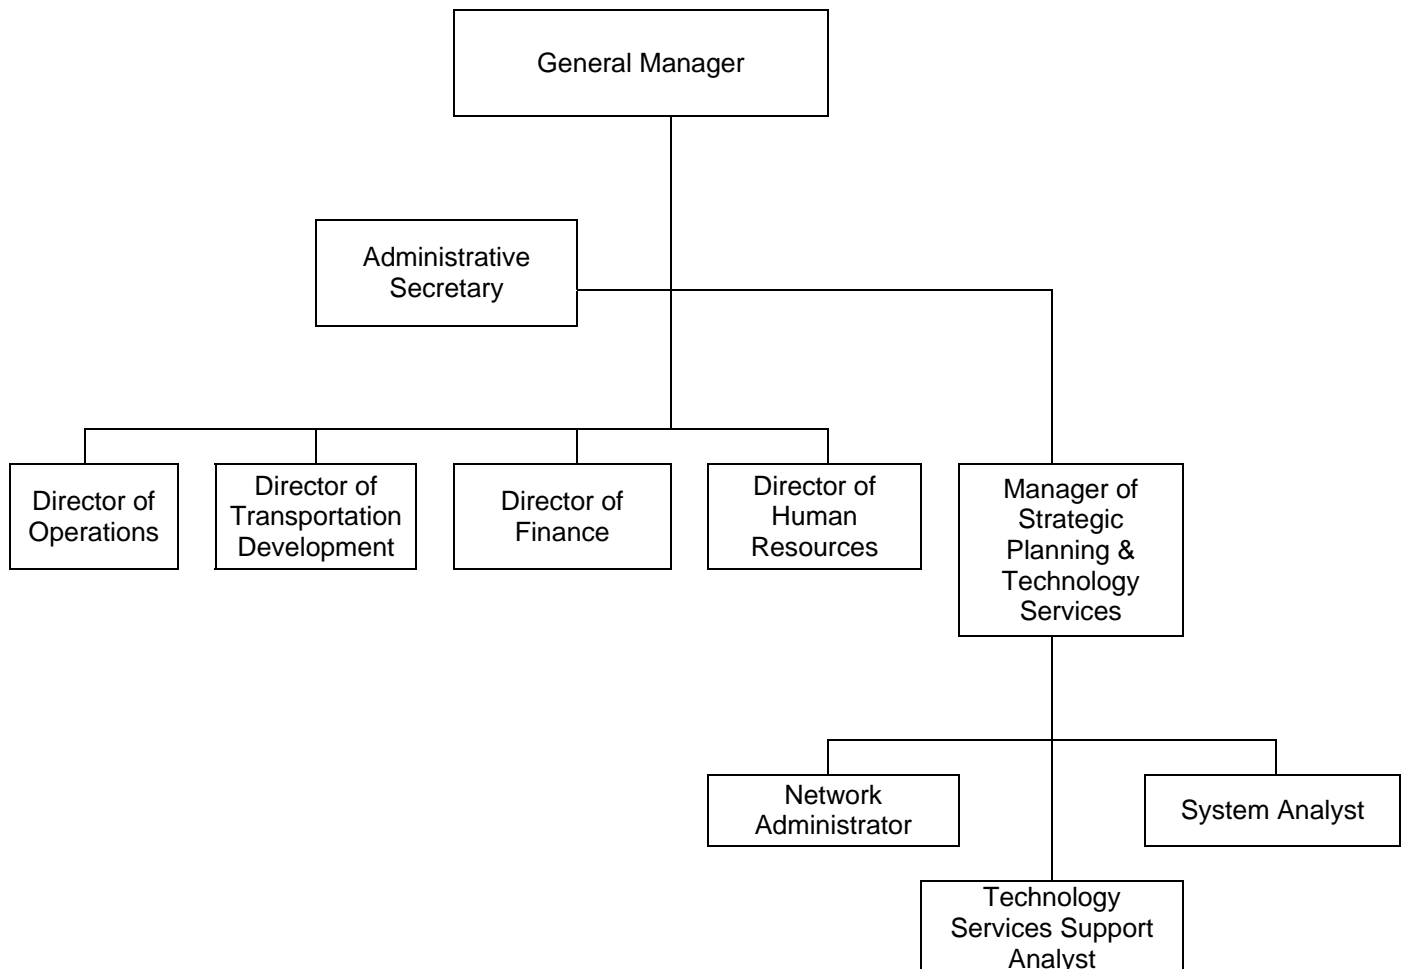 General Manager
Administrative
Secretary
Director of
Operations
Director of
Transportation
Development
Director of
Finance
Director of
Human
Resources
Manager of
Strategic
Planning &
Technology
Services
Network
Administrator
System Analyst
Technology
Services Support
Analyst